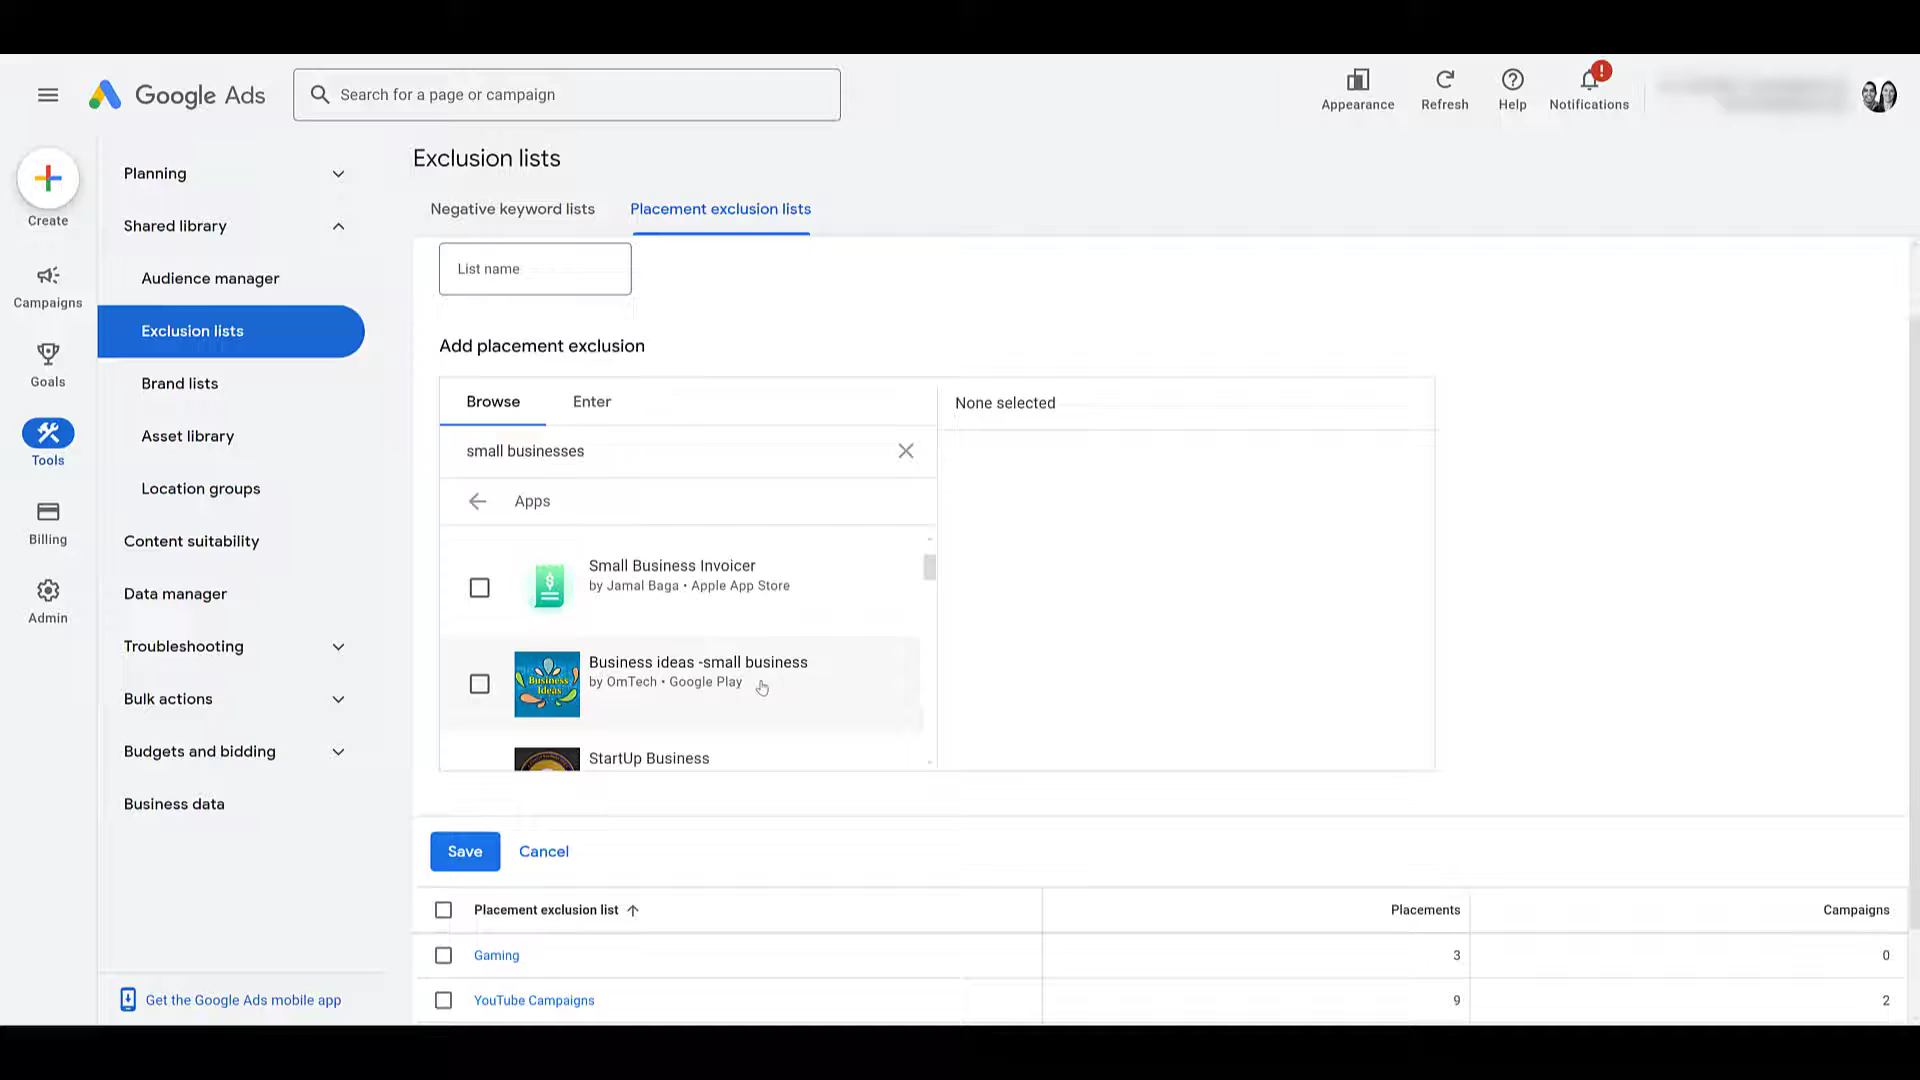 Google Ads
Search for a page or campaign
Appearance
Refresh
Help
!
Notifications
Create
Campaigns
Goals
Tools
Billing
Admin
Planning
Shared library
Audience manager
Exclusion lists
Brand lists
Asset library
Location groups
Content suitability
Data manager
Troubleshooting
Bulk actions
Budgets and bidding
Business data
Get the Google Ads mobile app
Exclusion lists
Negative keyword lists
Placement exclusion lists
List name
Add placement exclusion
Browse
Enter
None selected
small businesses
Apps
Small Business Invoicer
by Jamal Baga • Apple App Store
Business Ideas
Business ideas -small business
by OmTech • Google Play
StartUp Business
Save
Cancel
Placement exclusion list
Placements
Campaigns
Gaming
3
0
YouTube Campaigns
9
2